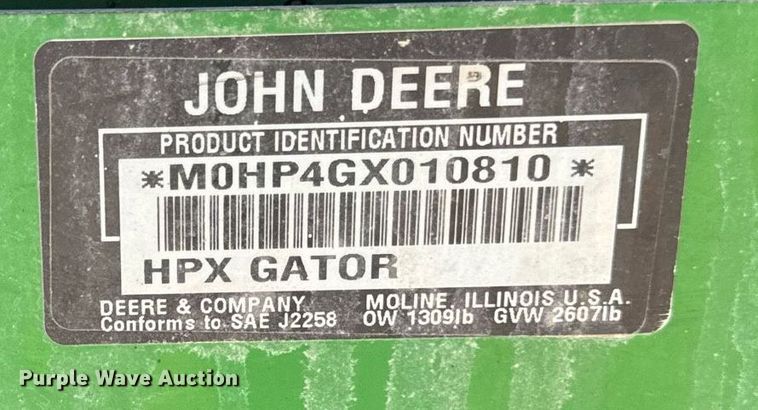 JOHN DEERE
PRODUCT IDENTIFICATION NUMBER
*M0HP4GX010810 *
HPX GATOR
DEERE & COMPANY MOLINE, ILLINOIS U.S.A.
Conforms to SAE J2258 OW 1309lb GVW 2607lb
Purple Wave Auction